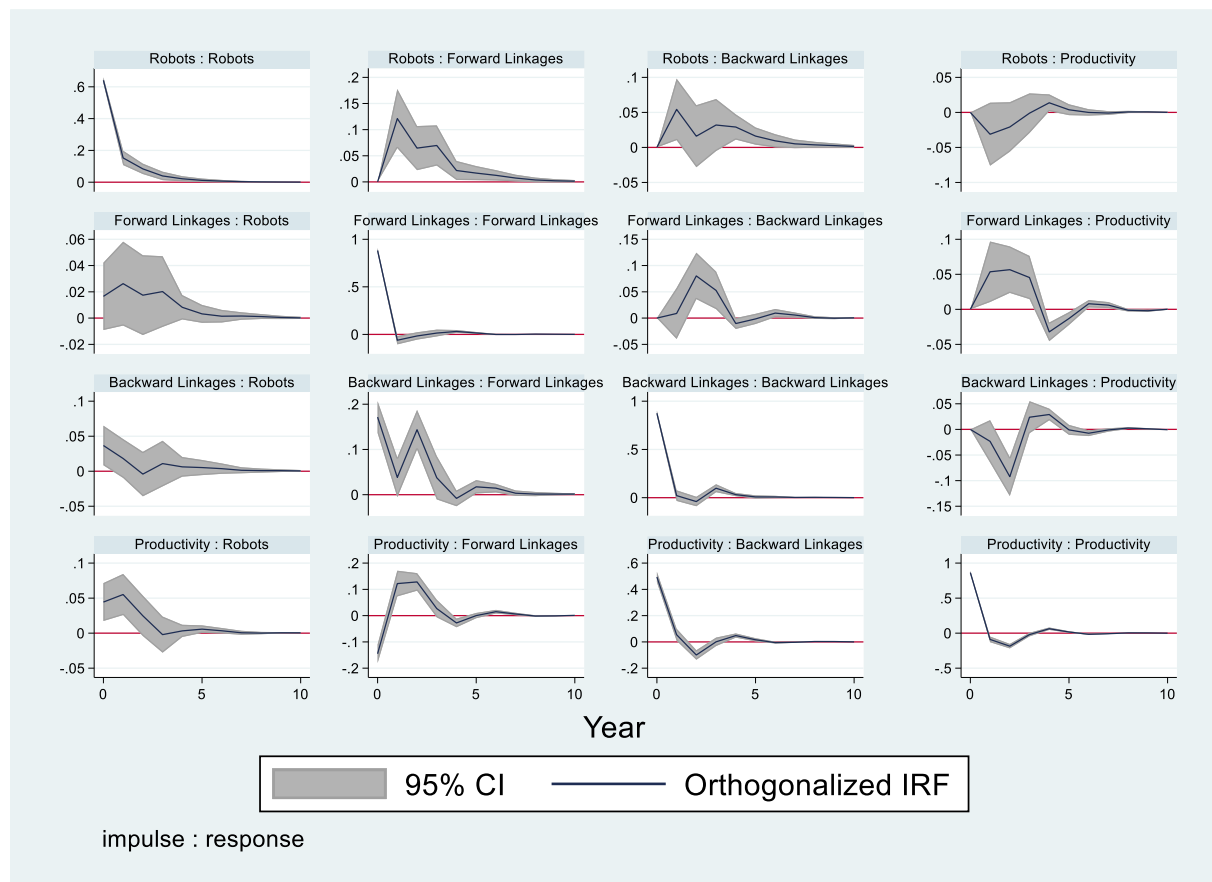 Robots : Robots
Robots : Forward Linkages
Robots : Backward Linkages
Robots : Productivity
.6
.4
.2
0
.2
.15
.1
.05
0
.1
.05
0
-.05
.05
0
-.05
-.1
Forward Linkages : Robots
Forward Linkages : Forward Linkages
Forward Linkages : Backward Linkages
Forward Linkages : Productivity
.06
.04
.02
0
-.02
1
.5
0
.15
.1
.05
0
-.05
.1
.05
0
-.05
Backward Linkages : Robots
Backward Linkages : Forward Linkages
Backward Linkages : Backward Linkages
Backward Linkages : Productivity
.1
.05
0
-.05
.2
.1
0
1
.5
0
.05
0
-.05
-.1
-.15
Productivity : Robots
Productivity : Forward Linkages
Productivity : Backward Linkages
Productivity : Productivity
.1
.05
0
-.05
.2
.1
0
-.1
-.2
.6
.4
.2
0
-.2
1
.5
0
-.5
0 5 10
0 5 10
0 5 10
0 5 10
Year
95% CI
Orthogonalized IRF
impulse : response